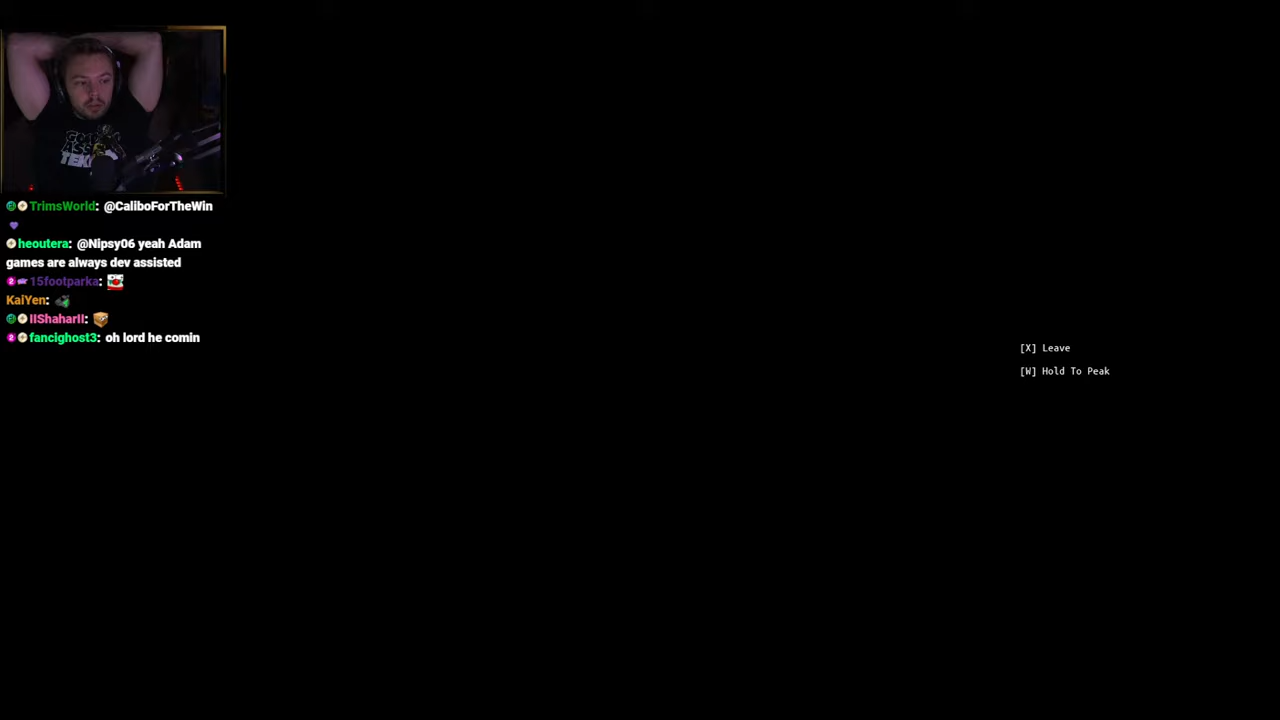 TrimsWorld: @CaliboForTheWin
heoutera: @Nipsy06 yeah Adam
games are always dev assisted
15footparka:
KaiYen:
IIShaharII:
fancighost3: oh lord he comin
[X] Leave
[W] Hold To Peak